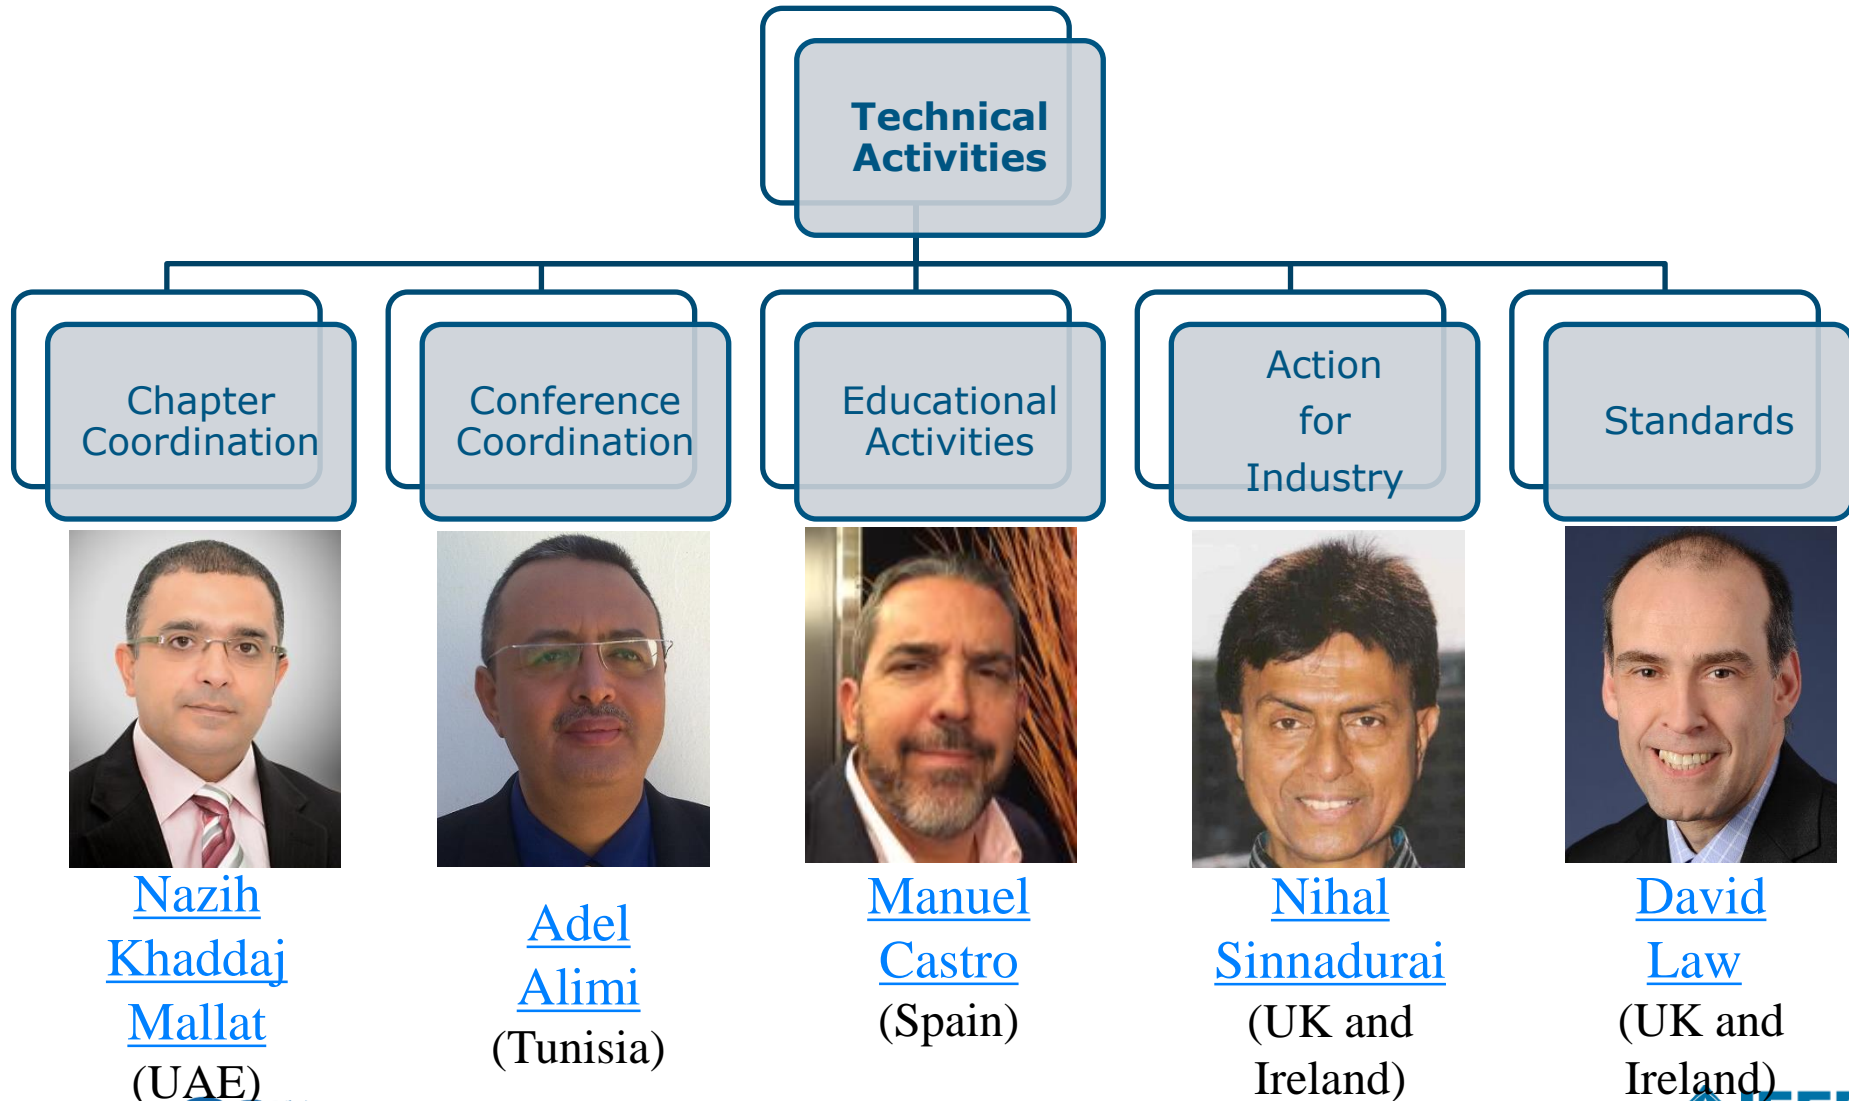 Technical
Activities
Chapter
Coordination
Conference
Coordination
Educational
Activities
Action
for
Industry
Standards
Nazih
Khaddaj
Mallat
(UAE)
Adel
Alimi
(Tunisia)
Manuel
Castro
(Spain)
Nihal
Sinnadurai
(UK and
Ireland)
David
Law
(UK and
Ireland)